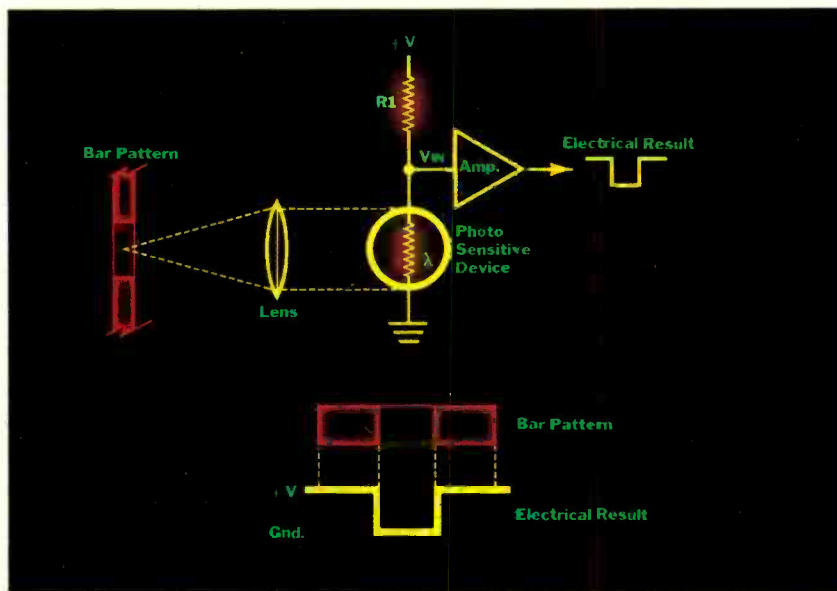 + V
R1
Bar Pattern
VIN
Amp.
Electrical Result
Photo
Sensitive
Device
λ
Lens
Bar Pattern
+ V
Gnd.
Electrical Result